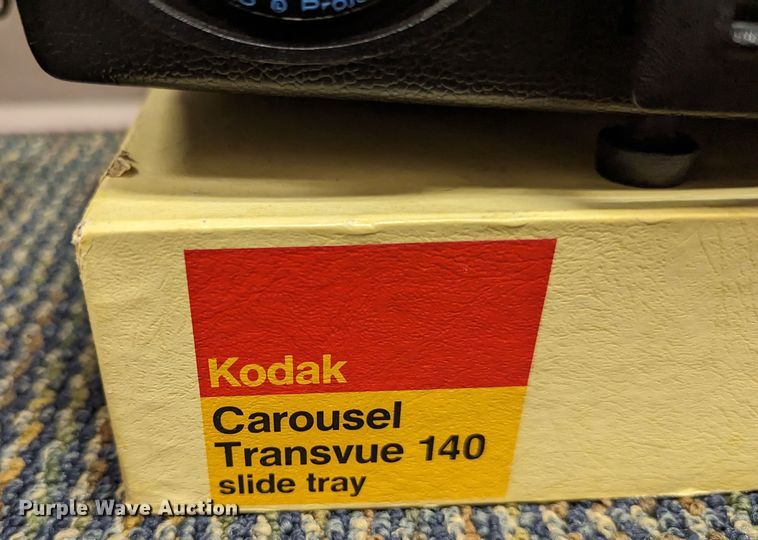 Kodak
Carousel
Transvue 140
slide tray
Purple Wave Auction